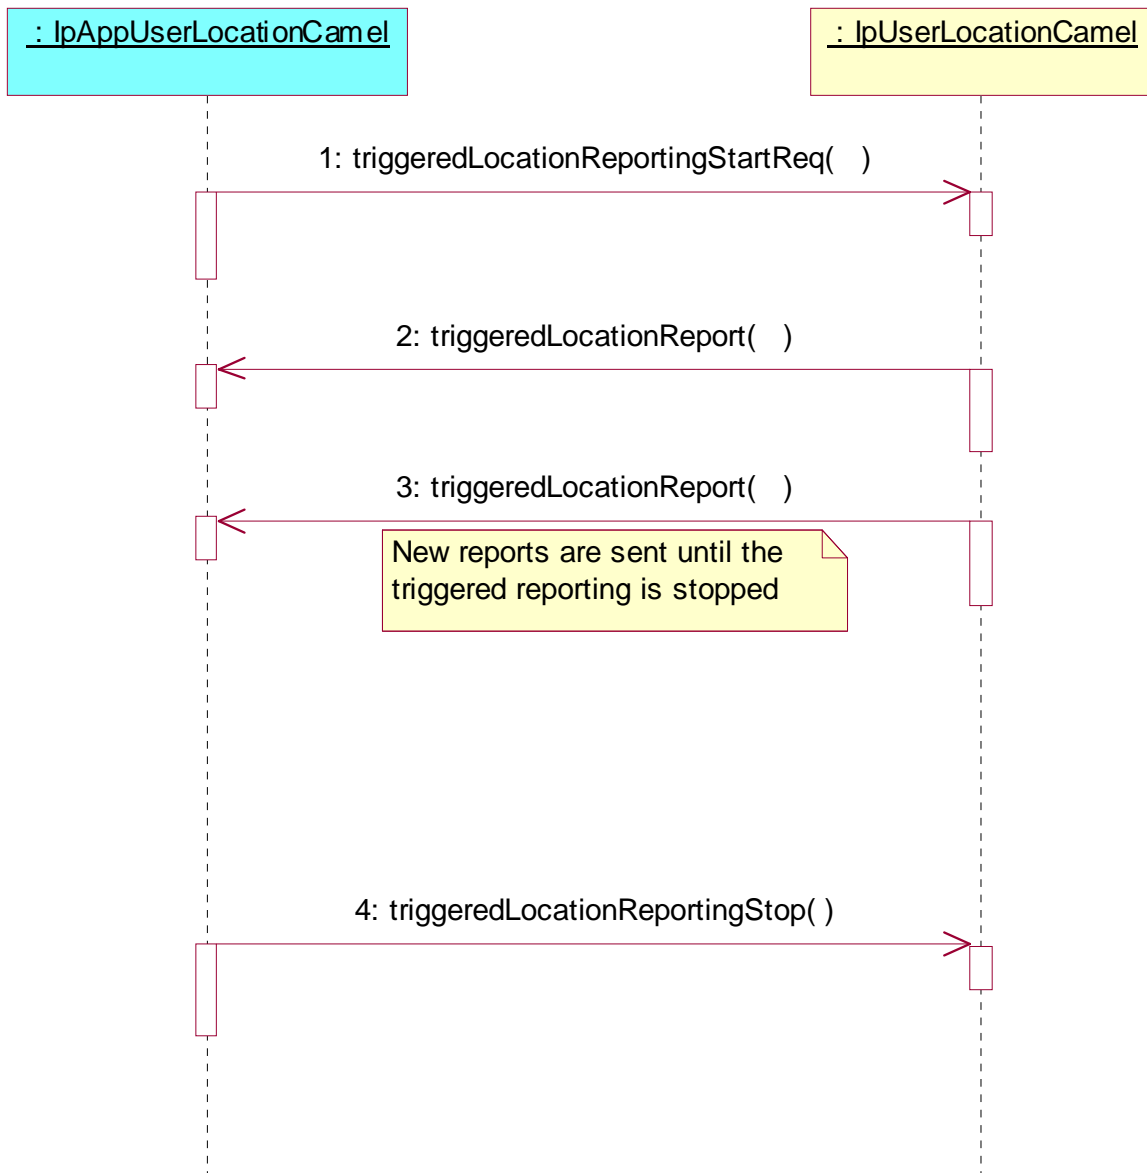 : IpAppUserLocationCamel
: IpUserLocationCamel
1: triggeredLocationReportingStartReq( )
2: triggeredLocationReport( )
3: triggeredLocationReport( )
New reports are sent until the
triggered reporting is stopped
4: triggeredLocationReportingStop( )